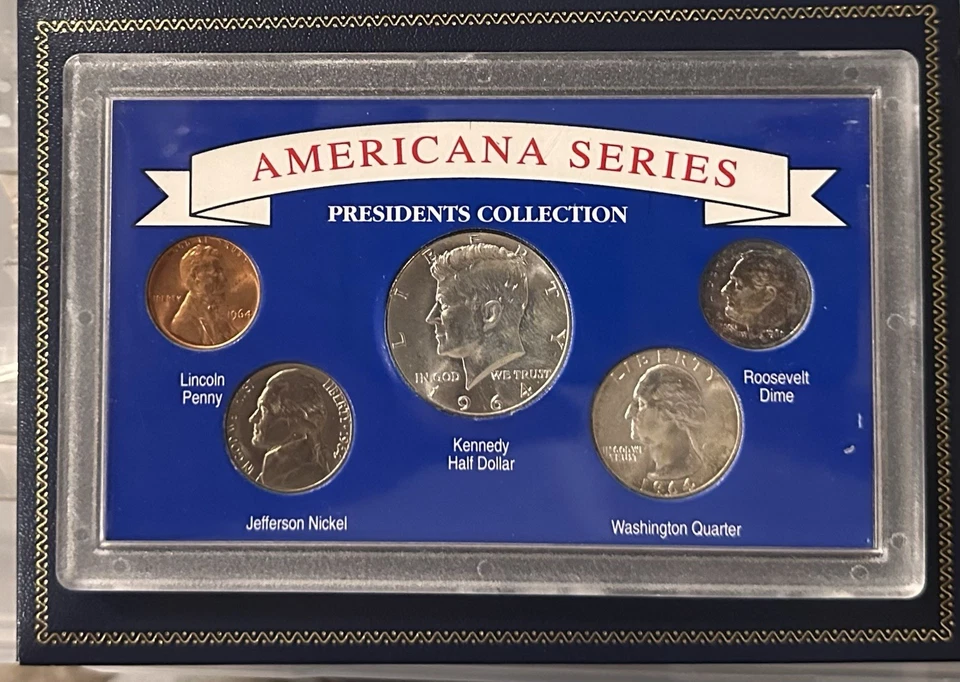 AMERICANA SERIES
PRESIDENTS COLLECTION
LIBERTY
1964
Lincoln
Penny
LIBERTY
LIBERTY
IN GOD WE TRUST
1964
Kennedy
Half Dollar
LIBERTY
1964
Roosevelt
Dime
Jefferson Nickel
Washington Quarter